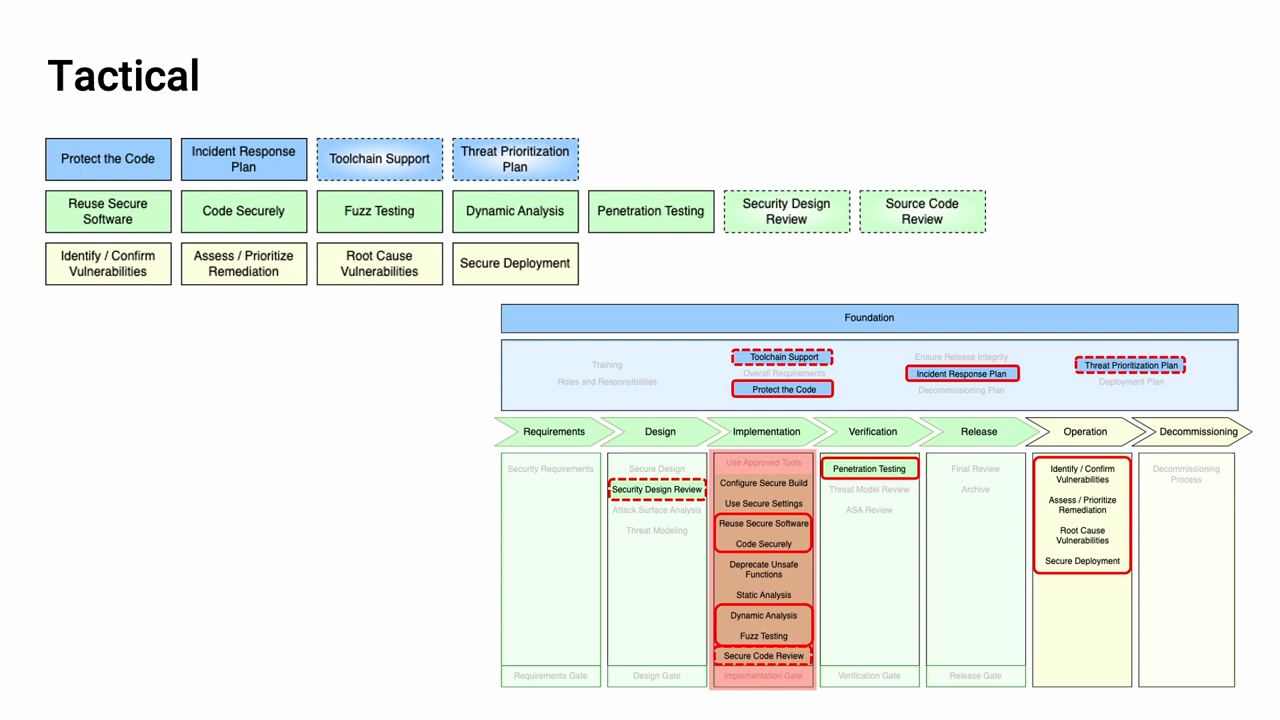 Tactical
Protect the Code
Incident Response
Plan
Toolchain Support
Threat Prioritization
Plan
Reuse Secure
Software
Code Securely
Fuzz Testing
Dynamic Analysis
Penetration Testing
Security Design
Review
Source Code
Review
Identify / Confirm
Vulnerabilities
Assess / Prioritize
Remediation
Root Cause
Vulnerabilities
Secure Deployment
Foundation
Training
Roles and Responsibilities
Toolchain Support
Overall Requirements
Protect the Code
Ensure Release Integrity
Incident Response Plan
Decommissioning Plan
Threat Prioritization Plan
Deployment Plan
Requirements
Design
Implementation
Verification
Release
Operation
Decommissioning
Security Requirements
Requirements Gate
Secure Design
Security Design Review
Attack Surface Analysis
Threat Modeling
Design Gate
Use Approved Tools
Configure Secure Build
Use Secure Settings
Reuse Secure Software
Code Securely
Deprecate Unsafe
Functions
Static Analysis
Dynamic Analysis
Fuzz Testing
Secure Code Review
Implementation Gate
Penetration Testing
Threat Model Review
ASA Review
Verification Gate
Final Review
Archive
Release Gate
Identify / Confirm
Vulnerabilities
Assess / Prioritize
Remediation
Root Cause
Vulnerabilities
Secure Deployment
Decommissioning
Process